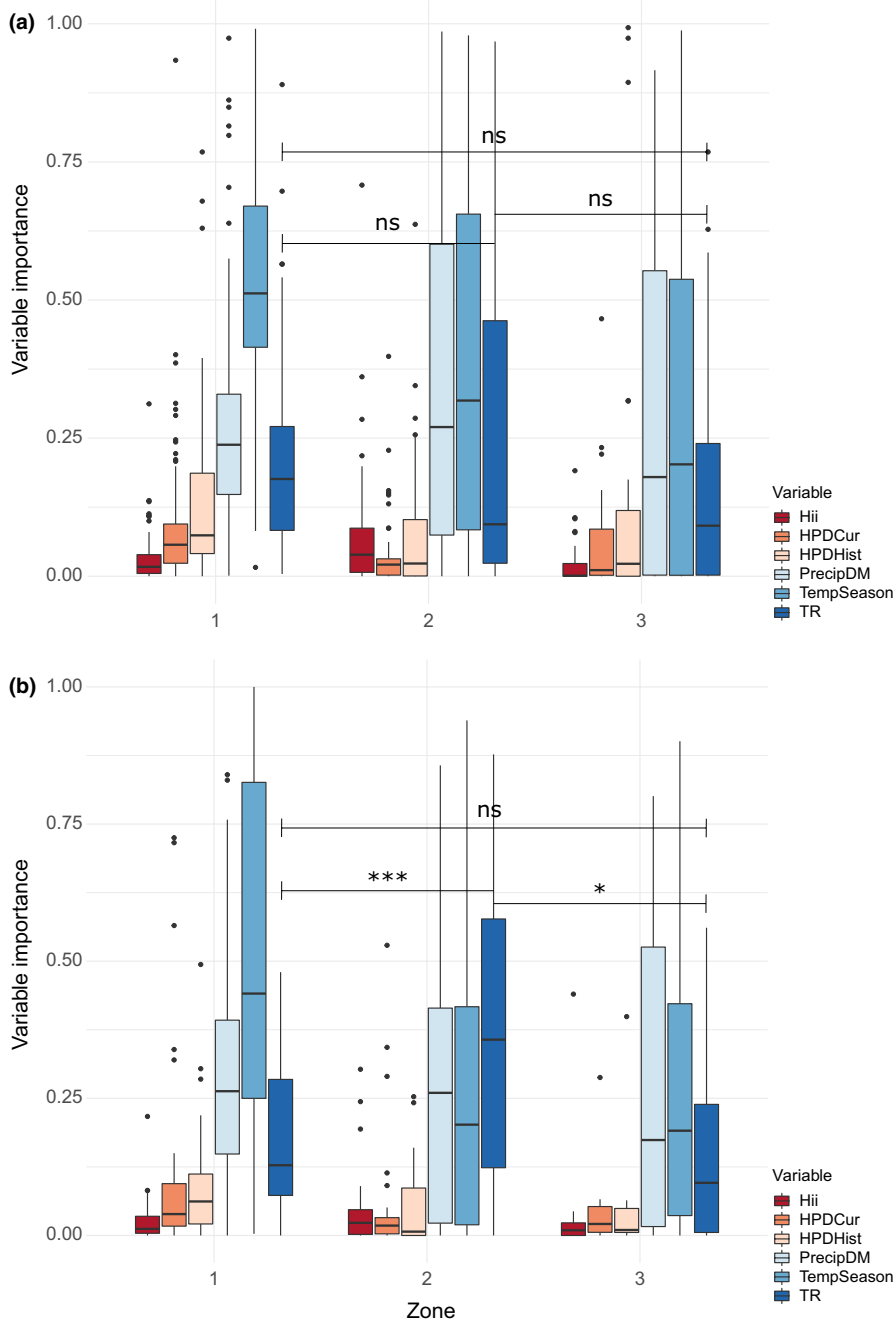 (a)
1.00
0.75
0.50
0.25
0.00
Variable importance
ns
ns
ns
1 2 3
Variable
Hii
HPDCur
HPDHist
PrecipDM
TempSeason
TR
(b)
1.00
0.75
0.50
0.25
0.00
Variable importance
ns
***
*
1 2 3
Zone
Variable
Hii
HPDCur
HPDHist
PrecipDM
TempSeason
TR